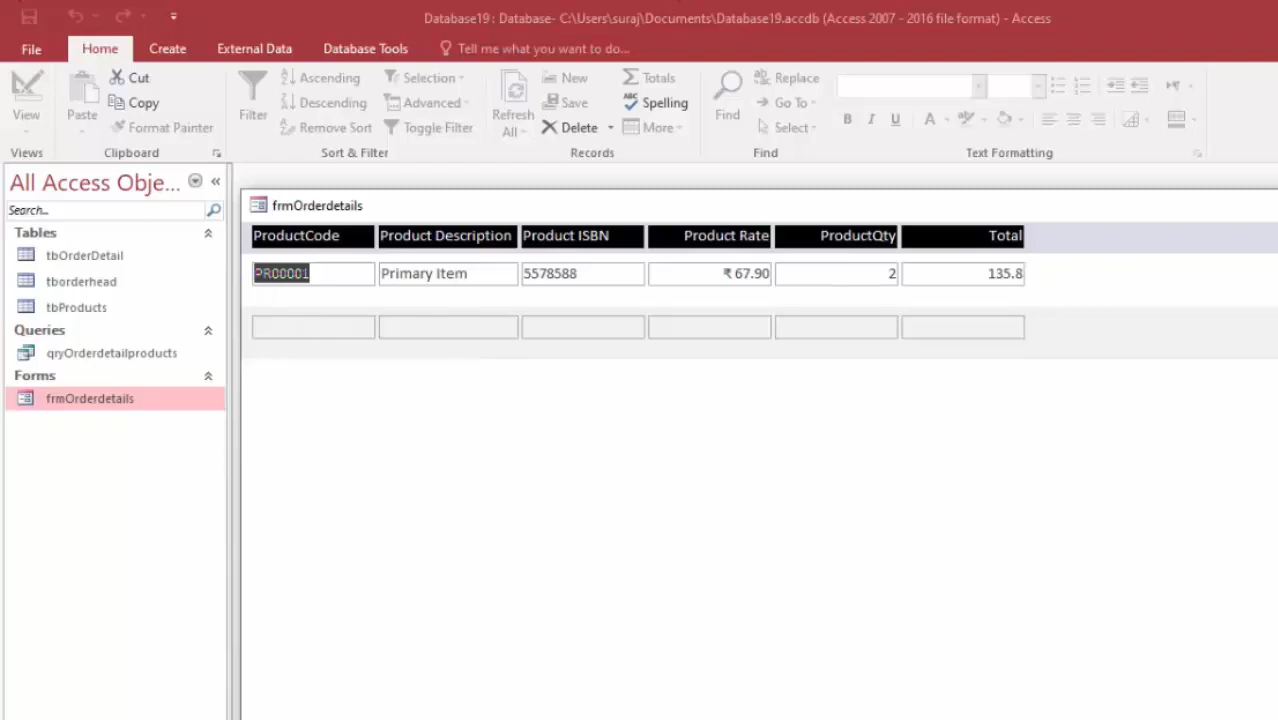 Database19 : Database- C:\Users\suraj\Documents\Database19.accdb (Access 2007 - 2016 file format) - Access
File Home Create External Data Database Tools Tell me what you want to do...
View
Views
Paste
Cut
Copy
Format Painter
Clipboard
Filter
Ascending
Descending
Remove Sort
Selection
Advanced
Toggle Filter
Sort & Filter
Refresh
All
New
Save
Delete
Totals
Spelling
More
Records
Find
Replace
Go To
Select
Find
B I U A
Text Formatting
All Access Obje...
Search...
Tables
tbOrderDetail
tborderhead
tbProducts
Queries
qryOrderdetailproducts
Forms
frmOrderdetails
frmOrderdetails
ProductCode Product Description Product ISBN Product Rate ProductQty Total
PR00001 Primary Item 5578588 ₹ 67.90 2 135.8